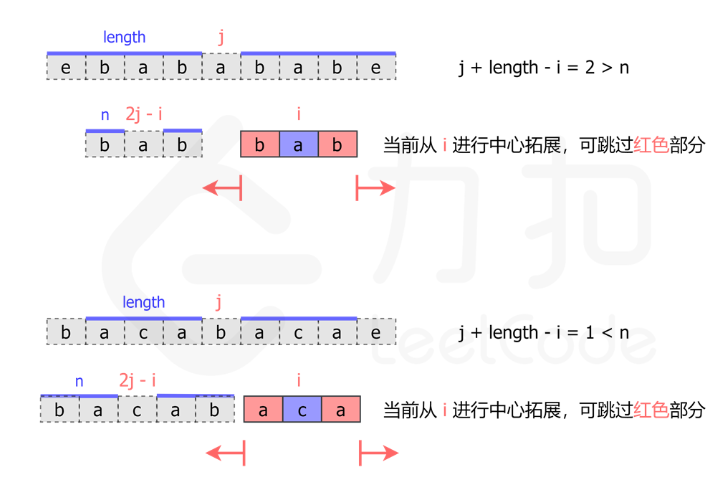 length j
e b a b a b a b e
j + length - i = 2 > n
n 2j - i i
b a b b a b
当前从 i 进行中心拓展，可跳过红色部分
力扣
length j
b a c a b a c a e
j + length - i = 1 < n
LeetCode
n 2j - i i
b a c a b a c a
当前从 i 进行中心拓展，可跳过红色部分